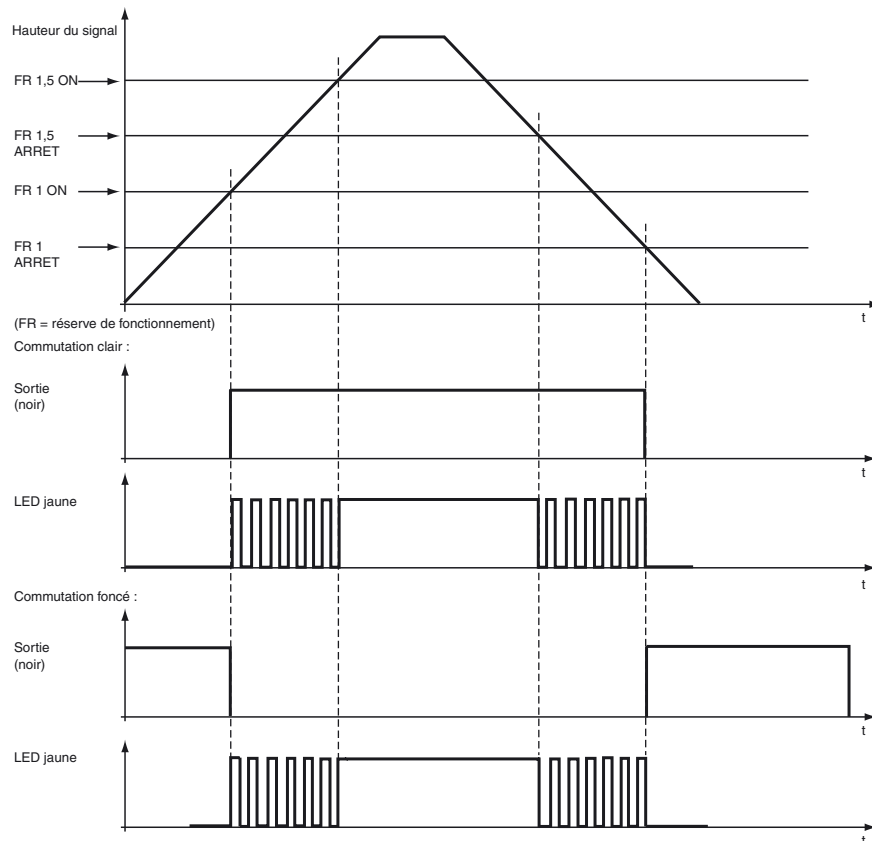 Hauteur du signal
FR 1,5 ON
FR 1,5
ARRET
FR 1 ON
FR 1
ARRET
t
(FR = réserve de fonctionnement)
Commutation clair :
Sortie
(noir)
t
LED jaune
t
Commutation foncé :
Sortie
(noir)
t
LED jaune
t